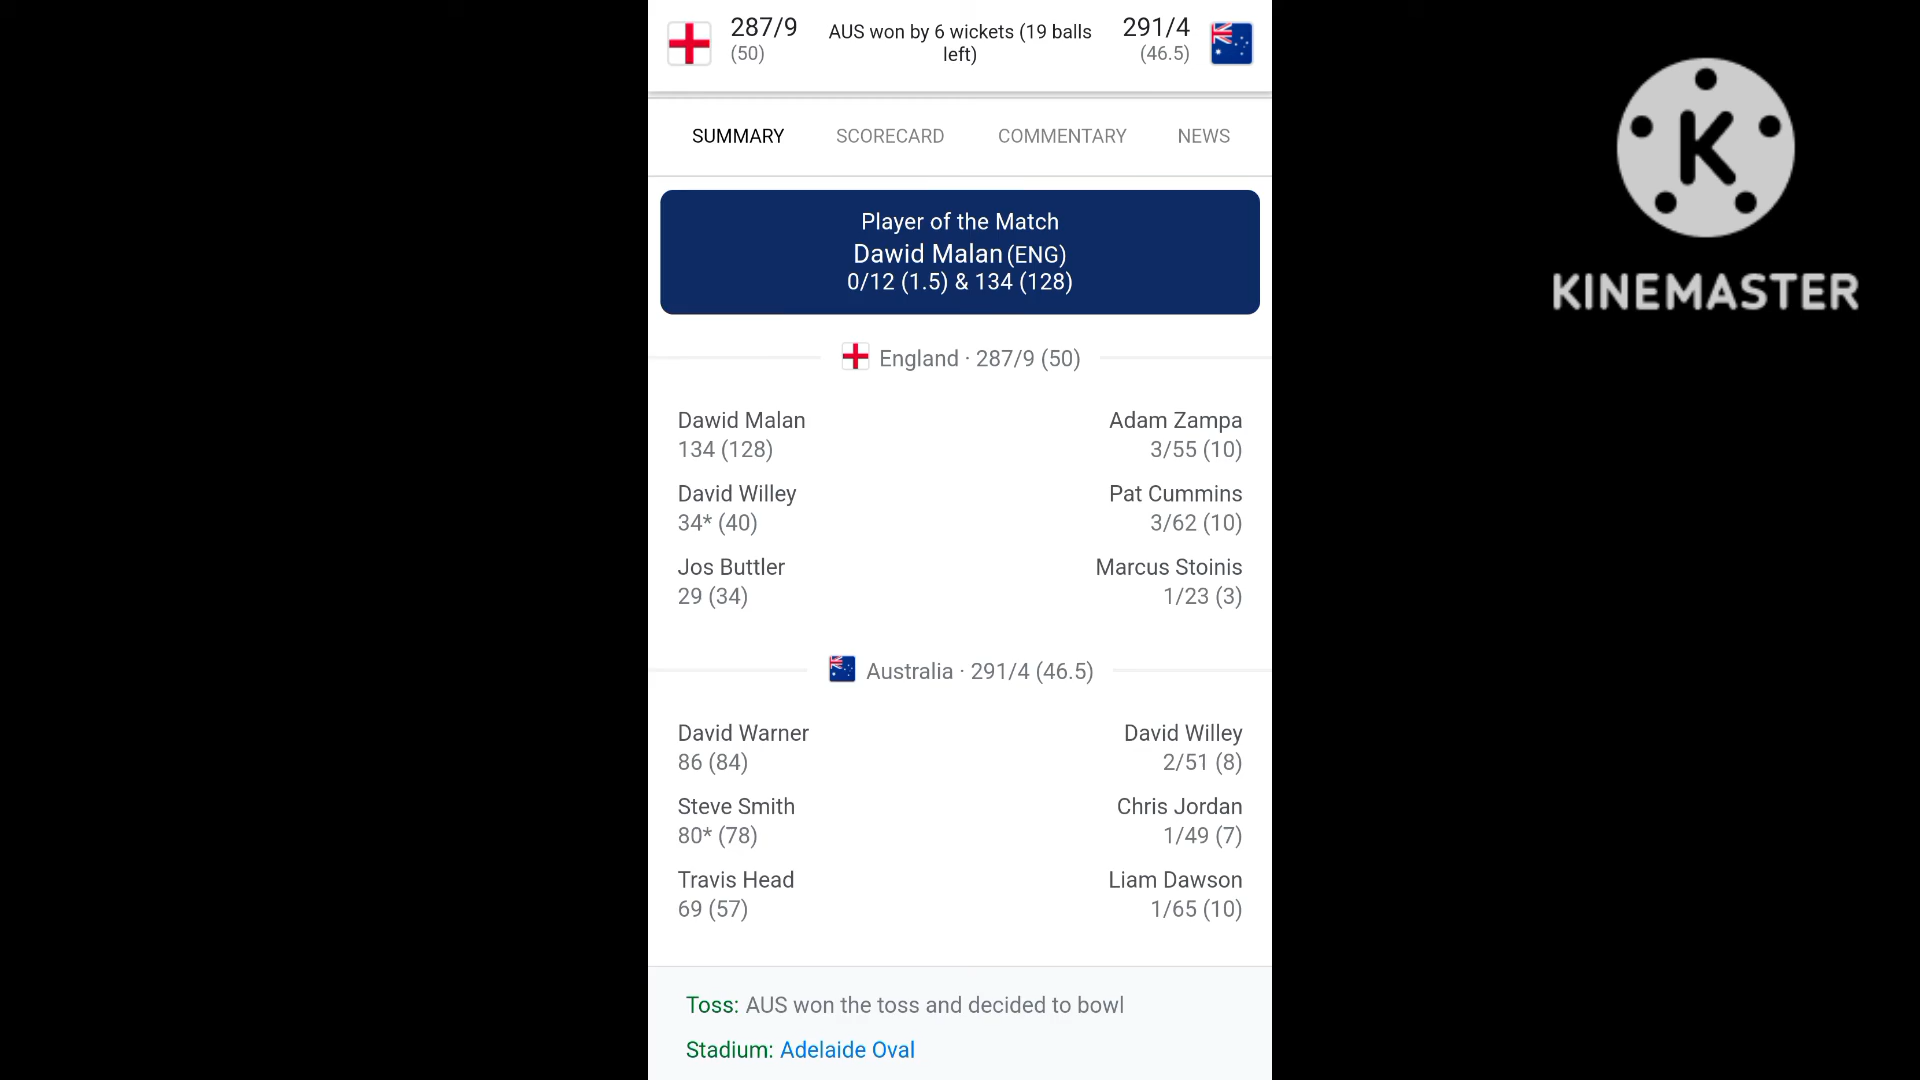 287/9
(50)
AUS won by 6 wickets (19 balls
left)
291/4
(46.5)
SUMMARY SCORECARD COMMENTARY NEWS
Player of the Match
Dawid Malan (ENG)
0/12 (1.5) & 134 (128)
England · 287/9 (50)
Dawid Malan Adam Zampa
134 (128) 3/55 (10)
David Willey Pat Cummins
34* (40) 3/62 (10)
Jos Buttler Marcus Stoinis
29 (34) 1/23 (3)
Australia · 291/4 (46.5)
David Warner David Willey
86 (84) 2/51 (8)
Steve Smith Chris Jordan
80* (78) 1/49 (7)
Travis Head Liam Dawson
69 (57) 1/65 (10)
Toss: AUS won the toss and decided to bowl
Stadium: Adelaide Oval
K
KINEMASTER